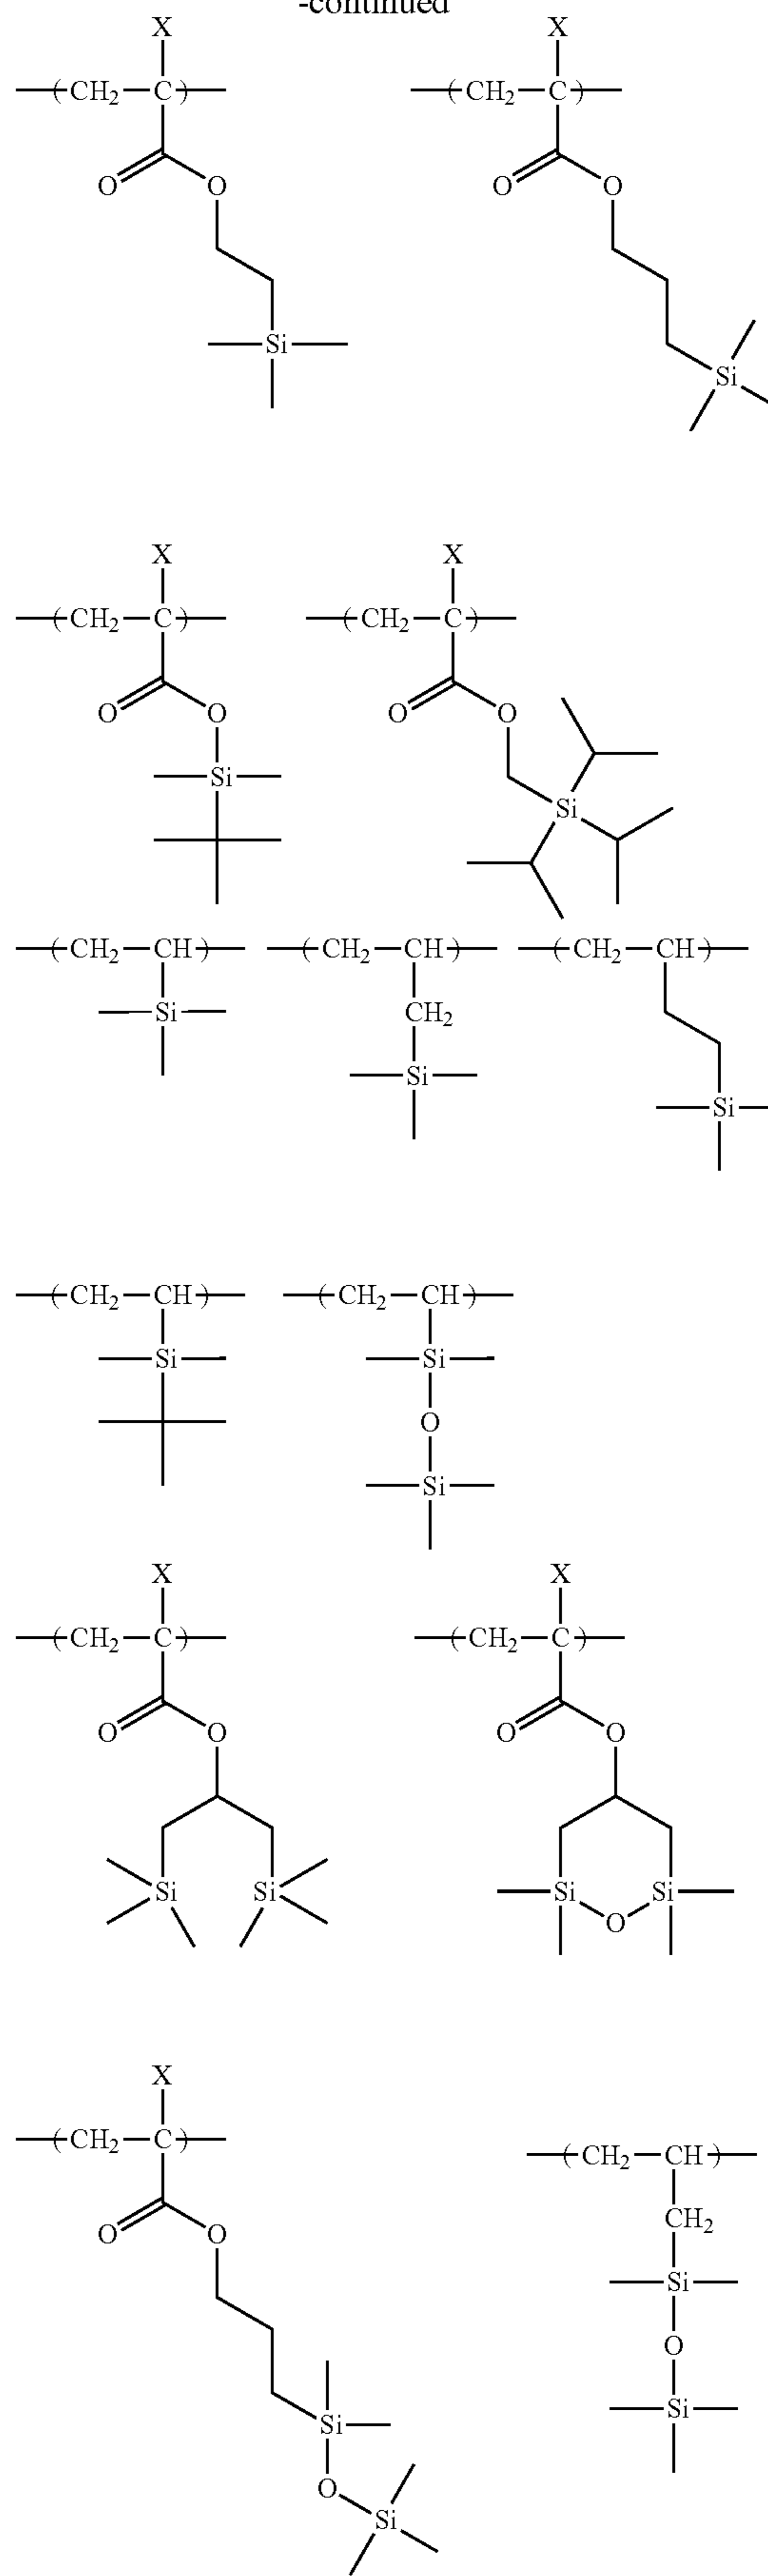 -continued
X X
( CH2 C ) ( CH2 C )
O O O O
Si
Si
X X
( CH2 C ) ( CH2 C )
O O O O
Si
Si
( CH2 CH ) ( CH2 CH ) ( CH2 CH )
Si CH2
Si
Si
( CH2 CH ) ( CH2 CH )
Si Si
O
Si
X X
( CH2 C ) ( CH2 C )
O O O O
Si Si Si Si
O
X
( CH2 C ) ( CH2 CH )
O O CH2
Si
O
Si Si
O
Si